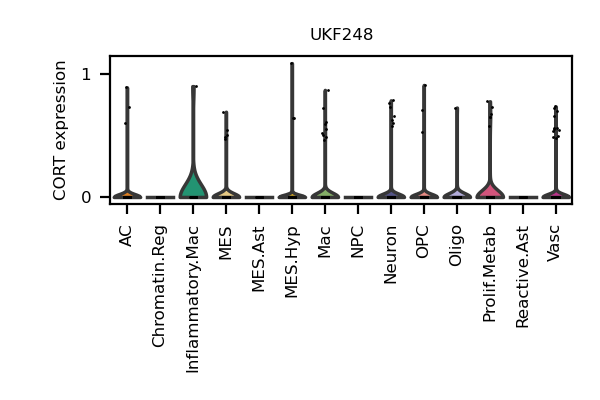 UKF248
CORT expression
1
0
AC
Chromatin.Reg
Inflammatory.Mac
MES
MES.Ast
MES.Hyp
Mac
NPC
Neuron
OPC
Oligo
Prolif.Metab
Reactive.Ast
Vasc